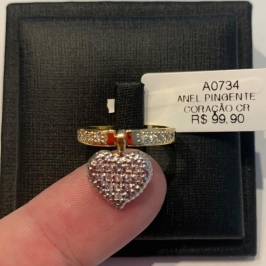 A0734
ANEL PINGENTE
CORAÇÃO CR
R$ 99,90